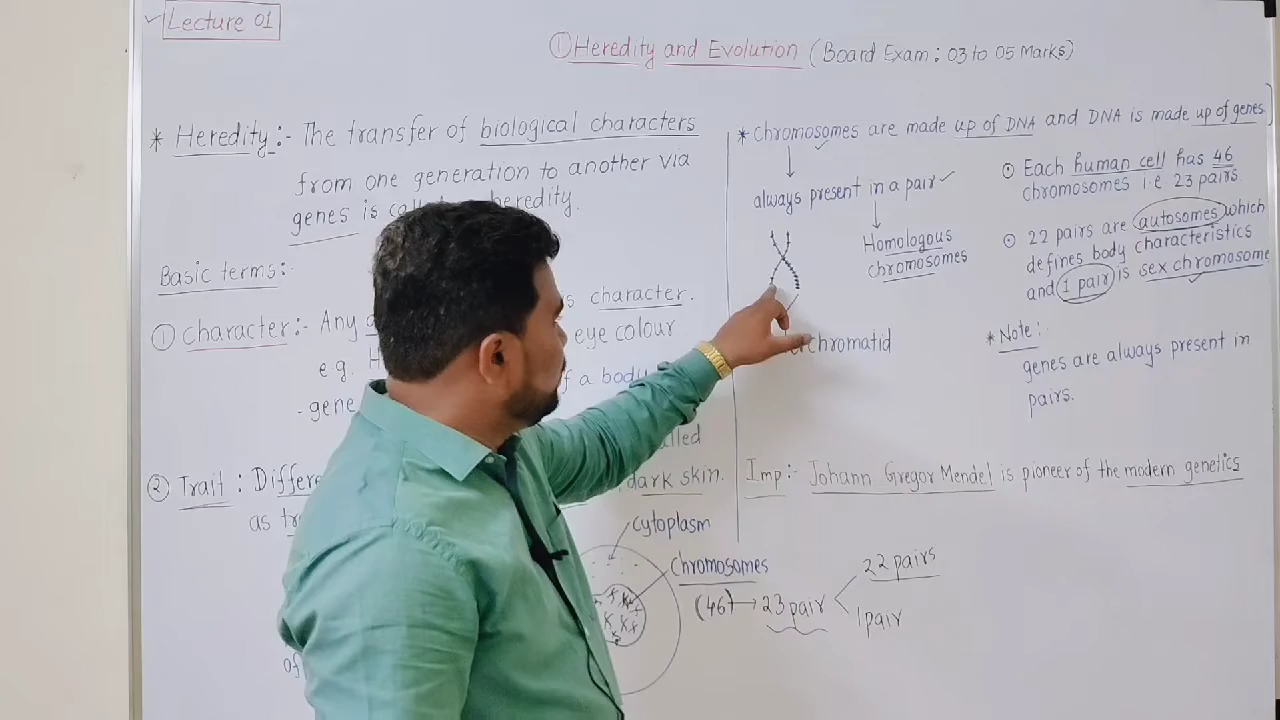 Lecture 01
① Heredity and Evolution (Board Exam: 03 to 05 Marks)
* Heredity:- The transfer of biological characters
from one generation to another via
genes is heredity.
Basic terms:-
① Character:- Any character.
e.g. eye colour
of a body
- gene
② Trait: dark skin.
as
of
cytoplasm
Chromosomes
(46) → 23 pair
22 pairs
1 pair
* chromosomes are made up of DNA and DNA is made up of genes
always present in a pair
Homologous
chromosomes
chromatid
⊙ Each human cell has 46
chromosomes i.e 23 pairs.
⊙ 22 pairs are autosomes which
defines body characteristics
and 1 pair is sex chromosome
* Note:-
genes are always present in
pairs.
Imp:- Johann Gregor Mendel is pioneer of the modern genetics